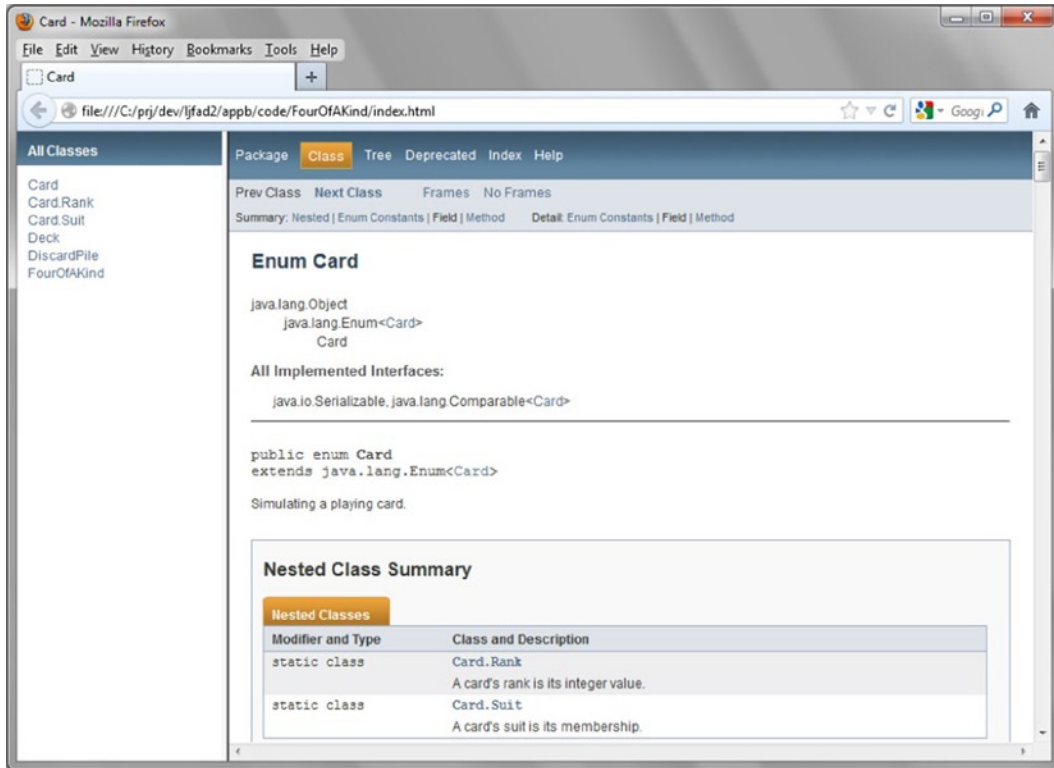 Card - Mozilla Firefox
File Edit View History Bookmarks Tools Help
Card +
file:///C:/prj/dev/ljfad2/appb/code/FourOfAKind/index.html Googl
All Classes
Card
Card.Rank
Card.Suit
Deck
DiscardPile
FourOfAKind
Package Class Tree Deprecated Index Help
Prev Class Next Class Frames No Frames
Summary: Nested | Enum Constants | Field | Method Detail: Enum Constants | Field | Method
Enum Card
java.lang.Object
java.lang.Enum<Card>
Card
All Implemented Interfaces:
java.io.Serializable, java.lang.Comparable<Card>
public enum Card
extends java.lang.Enum<Card>
Simulating a playing card.
Nested Class Summary
Nested Classes
Modifier and Type Class and Description
static class Card.Rank
A card's rank is its integer value.
static class Card.Suit
A card's suit is its membership.